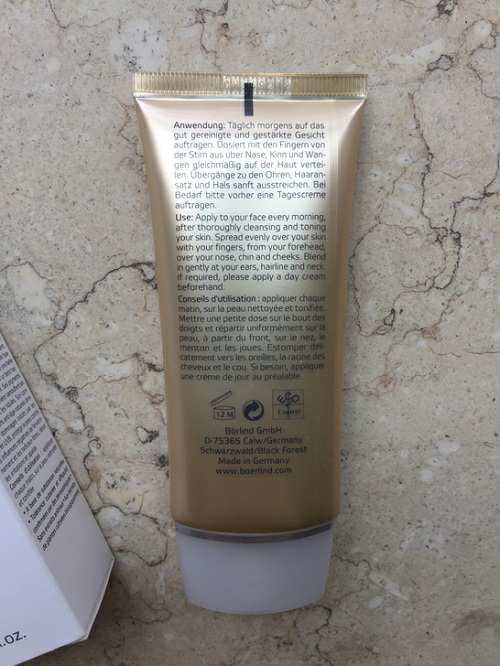 Anwendung: Täglich morgens auf das
gut gereinigte und gestärkte Gesicht
auftragen. Dosiert mit den Fingern von
der Stirn aus über Nase, Kinn und Wan-
gen gleichmäßig auf der Haut vertei-
len. Übergänge zu den Ohren, Haaran-
satz und Hals sanft ausstreichen. Bei
Bedarf bitte vorher eine Tagescreme
auftragen.
Use: Apply to your face every morning,
after thoroughly cleansing and toning
your skin. Spread evenly over your skin
with your fingers, from your forehead,
over your nose, chin and cheeks. Blend
in gently at your ears, hairline and neck.
If required, please apply a day cream
beforehand.
Conseils d'utilisation : appliquer chaque
matin, sur la peau nettoyée et tonifiée.
Mettre une petite dose sur le bout des
doigts et répartir uniformément sur la
peau, à partir du front, sur le nez, le
menton et les joues. Estomper déli-
catement vers les oreilles, la racine des
cheveux et le cou. Si besoin, applique
une crème de jour au préalable.
12 M
Börlind GmbH
D-75365 Calw/Germany
Schwarzwald/Black Forest
Made in Germany
www.boerlind.com
OZ.